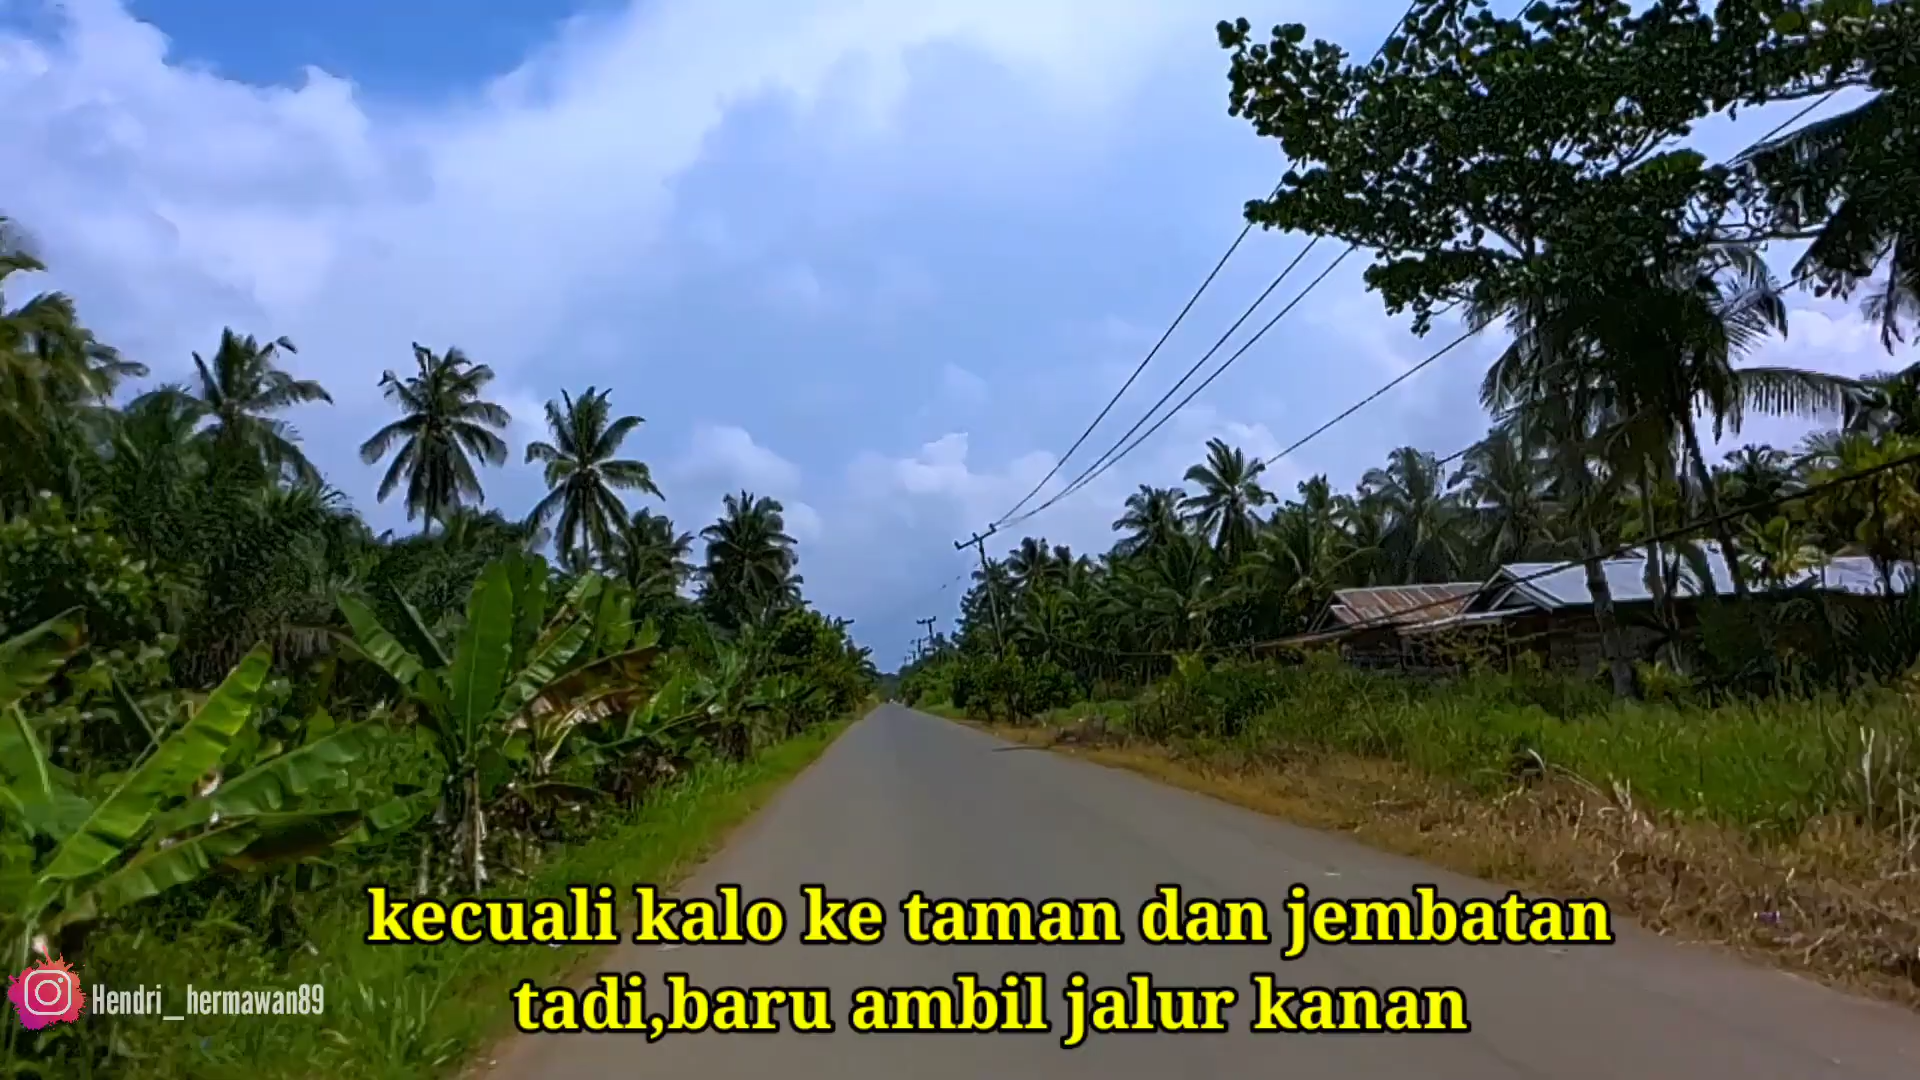 kecuali kalo ke taman dan jembatan
tadi,baru ambil jalur kanan
Hendri_hermawan89